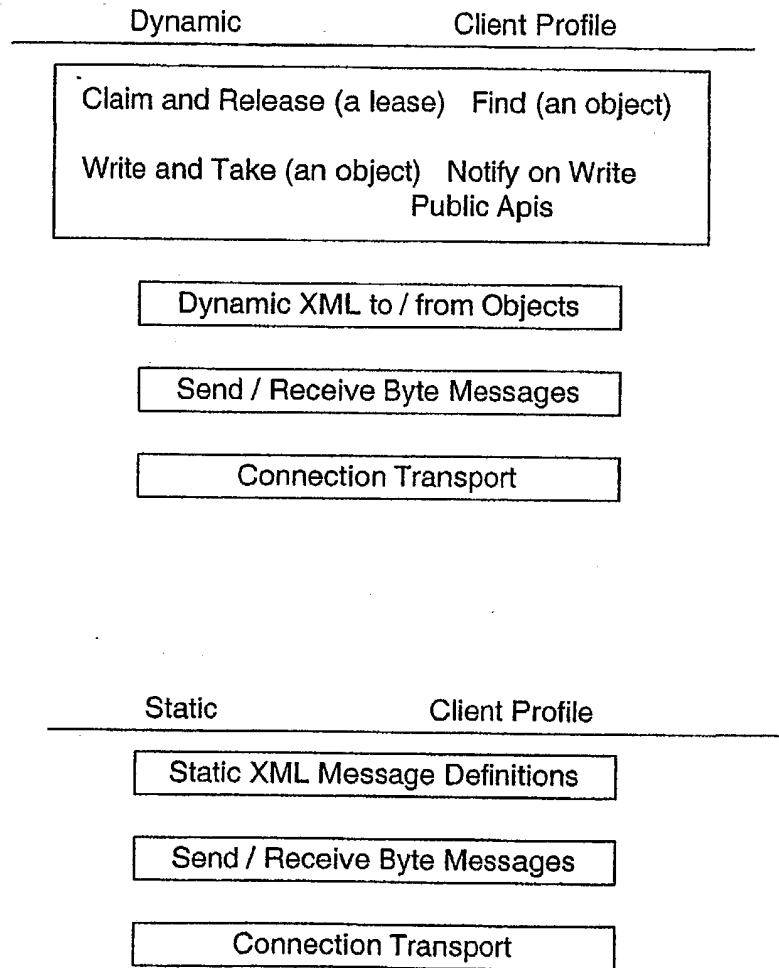 Dynamic Client Profile
Claim and Release (a lease) Find (an object)
Write and Take (an object) Notify on Write
Public Apis
Dynamic XML to / from Objects
Send / Receive Byte Messages
Connection Transport
Static Client Profile
Static XML Message Definitions
Send / Receive Byte Messages
Connection Transport